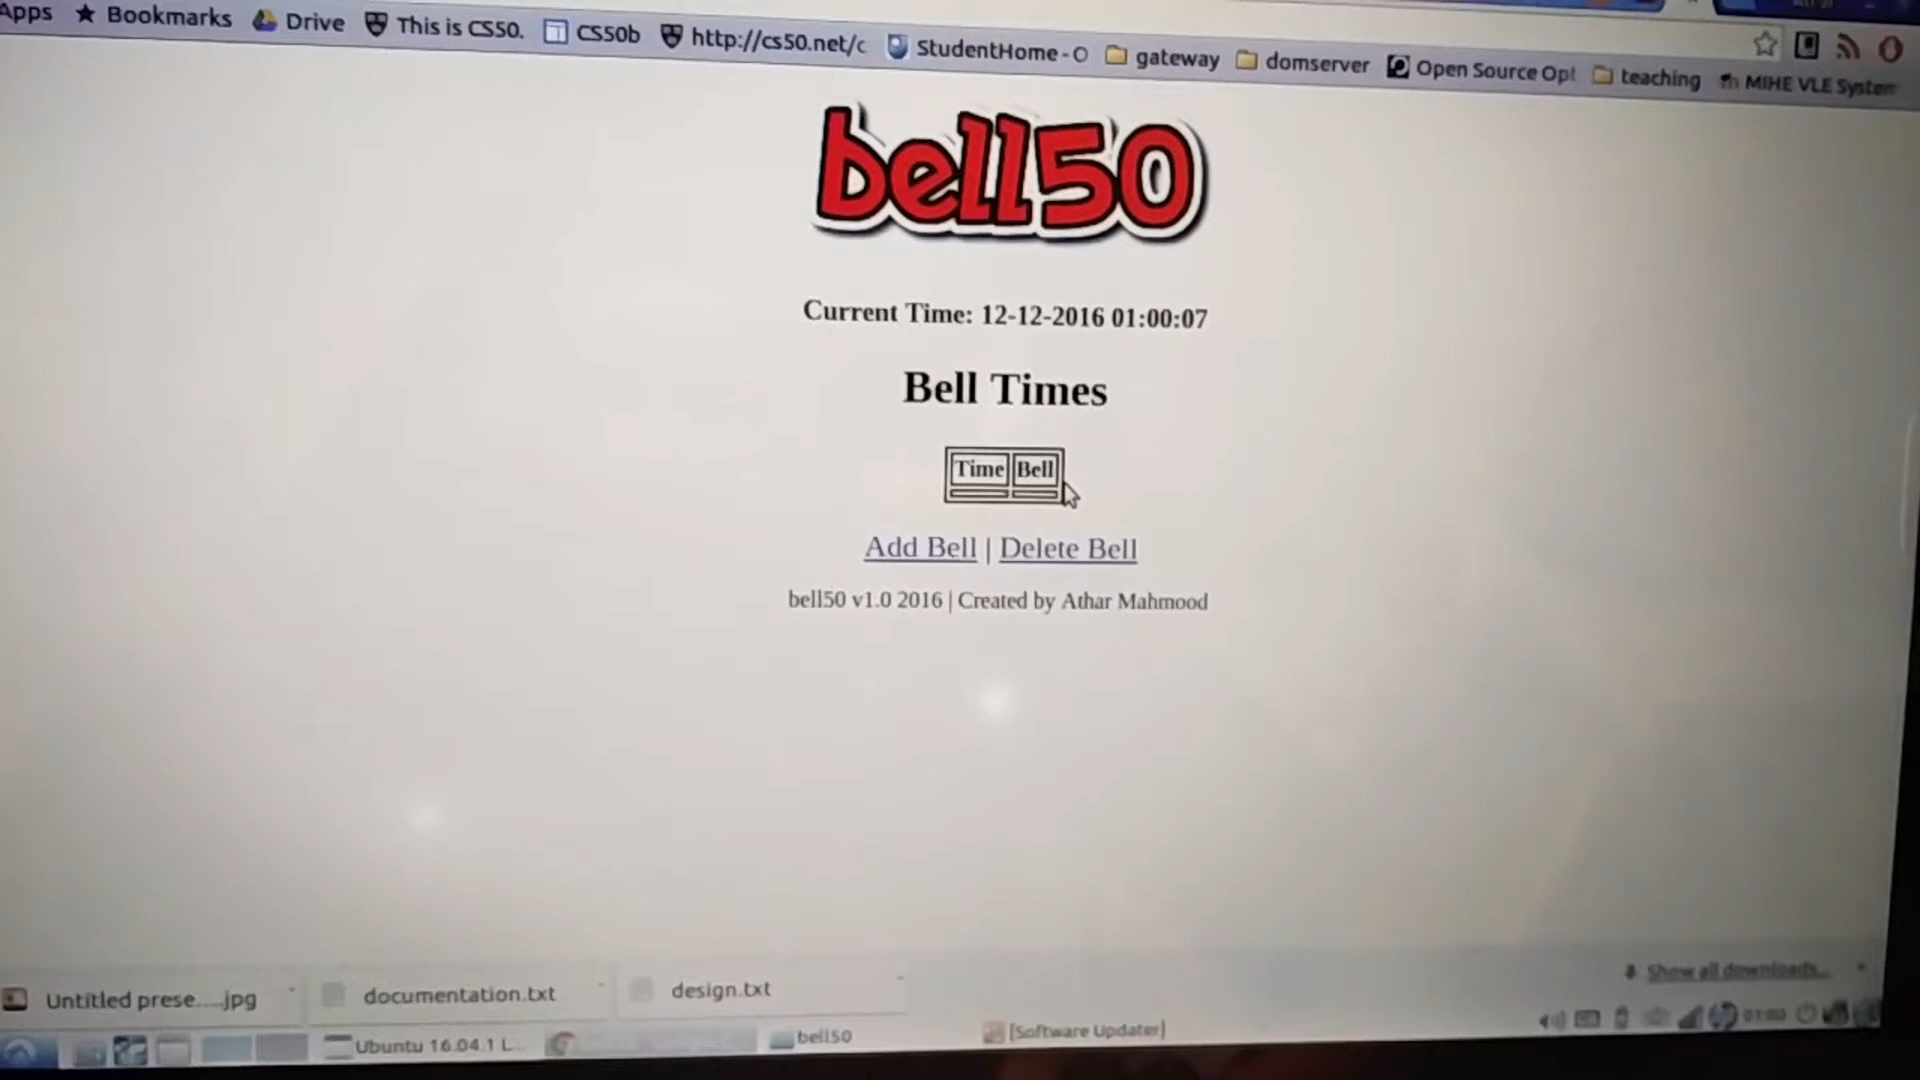 Apps Bookmarks Drive This is CS50. CS50b http://cs50.net/c StudentHome - O gateway domserver Open Source Opt teaching MIHE VLE System
bell50
Current Time: 12-12-2016 01:00:07
Bell Times
Time Bell
Add Bell | Delete Bell
bell50 v1.0 2016 | Created by Athar Mahmood
Show all downloads...
Untitled prese....jpg documentation.txt design.txt
Ubuntu 16.04.1 L... bell50 [Software Updater] 01:00